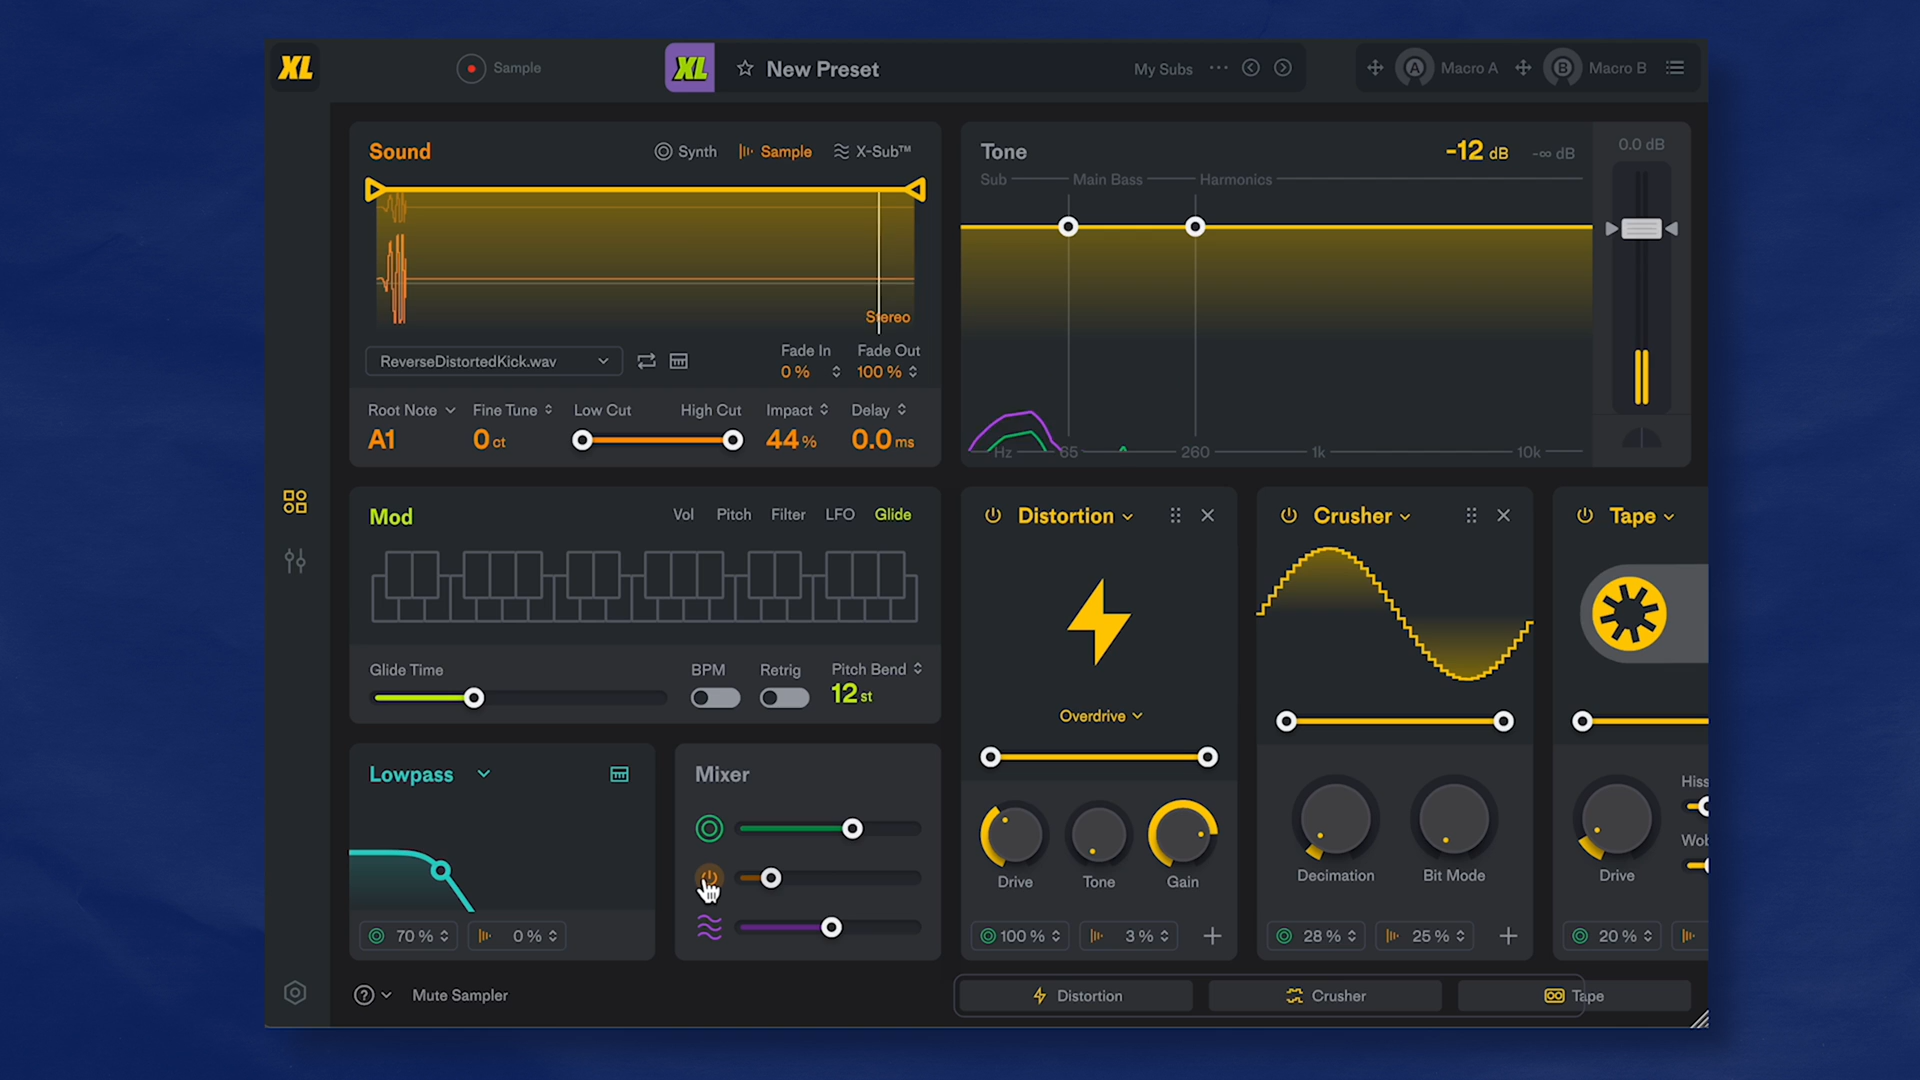 XL
Sample
XL
New Preset
My Subs
A
Macro A
B
Macro B
Sound
Synth
Sample
X-Sub™
Stereo
ReverseDistortedKick.wav
Fade In
0 %
Fade Out
100 %
Root Note
A1
Fine Tune
0 ct
Low Cut
High Cut
Impact
44 %
Delay
0.0 ms
Tone
-12 dB
-∞ dB
0.0 dB
Sub
Main Bass
Harmonics
Hz
65
260
1k
10k
Mod
Vol
Pitch
Filter
LFO
Glide
Glide Time
BPM
Retrig
Pitch Bend
12 st
Lowpass
70 %
0 %
Mixer
Distortion
Overdrive
Drive
Tone
Gain
100 %
3 %
Crusher
Decimation
Bit Mode
28 %
25 %
Tape
Hiss
Drive
20 %
? Mute Sampler
Distortion
Crusher
Tape